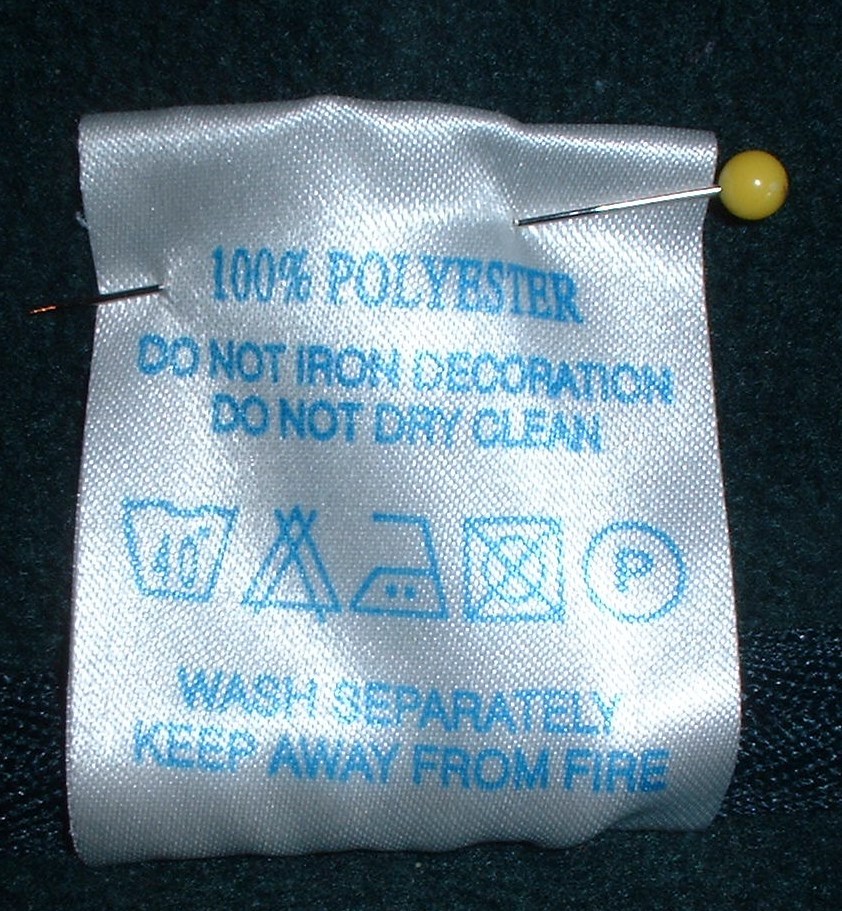 100% POLYESTER
DO NOT IRON DECORATION
DO NOT DRY CLEAN
40° P
WASH SEPARATELY
KEEP AWAY FROM FIRE